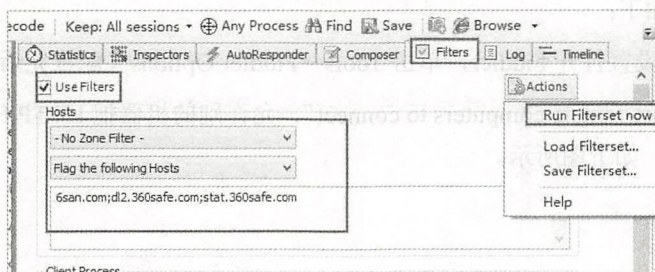 ecode Keep: All sessions Any Process Find Save Browse
Statistics Inspectors AutoResponder Composer Filters Log Timeline
Use Filters
Actions
Hosts
Run Filterset now
- No Zone Filter -
Load Filterset...
Flag the following Hosts
Save Filterset...
6san.com;dl2.360safe.com;stat.360safe.com
Help
Client Process